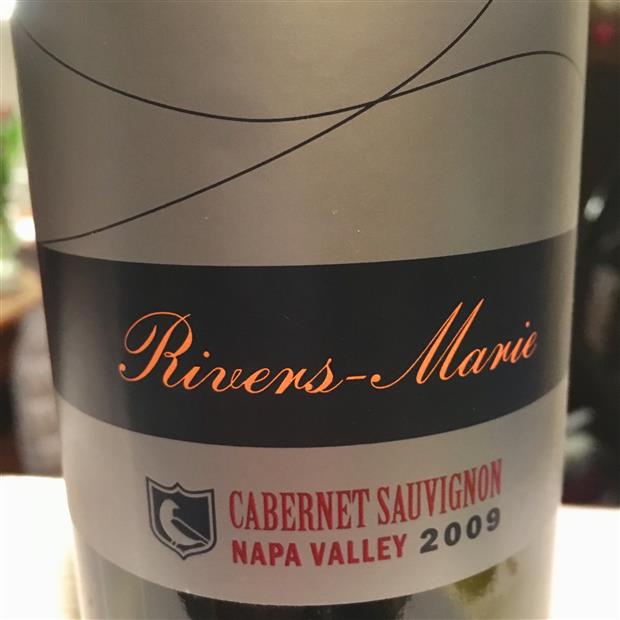 Rivers-Marie
CABERNET SAUVIGNON
NAPA VALLEY 2009